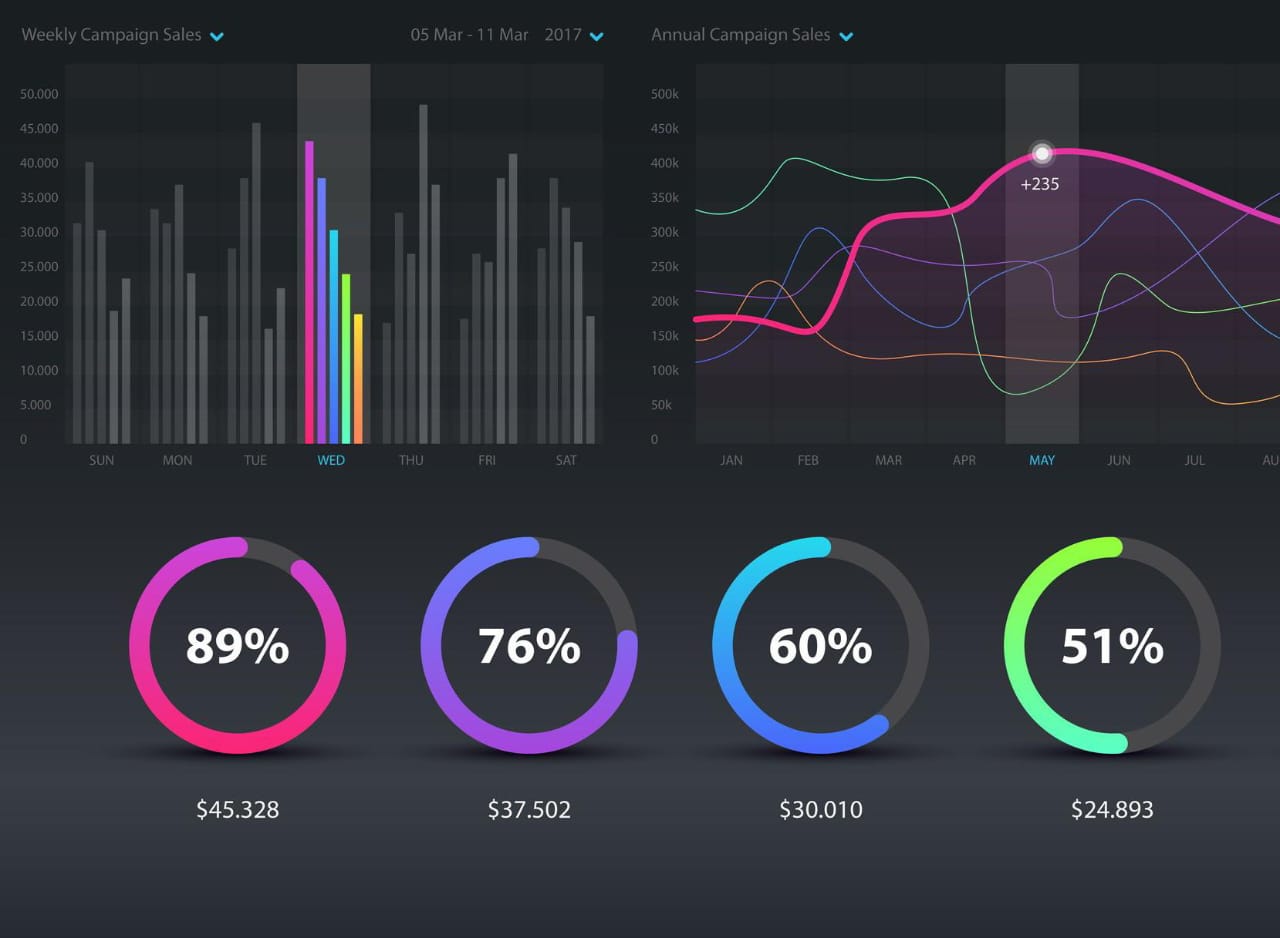 Weekly Campaign Sales 05 Mar - 11 Mar 2017
50.000
45.000
40.000
35.000
30.000
25.000
20.000
15.000
10.000
5.000
0
SUN MON TUE WED THU FRI SAT
Annual Campaign Sales
500k
450k
400k
350k
300k
250k
200k
150k
100k
50k
0
+235
JAN FEB MAR APR MAY JUN JUL AU
89% 76% 60% 51%
$45.328 $37.502 $30.010 $24.893